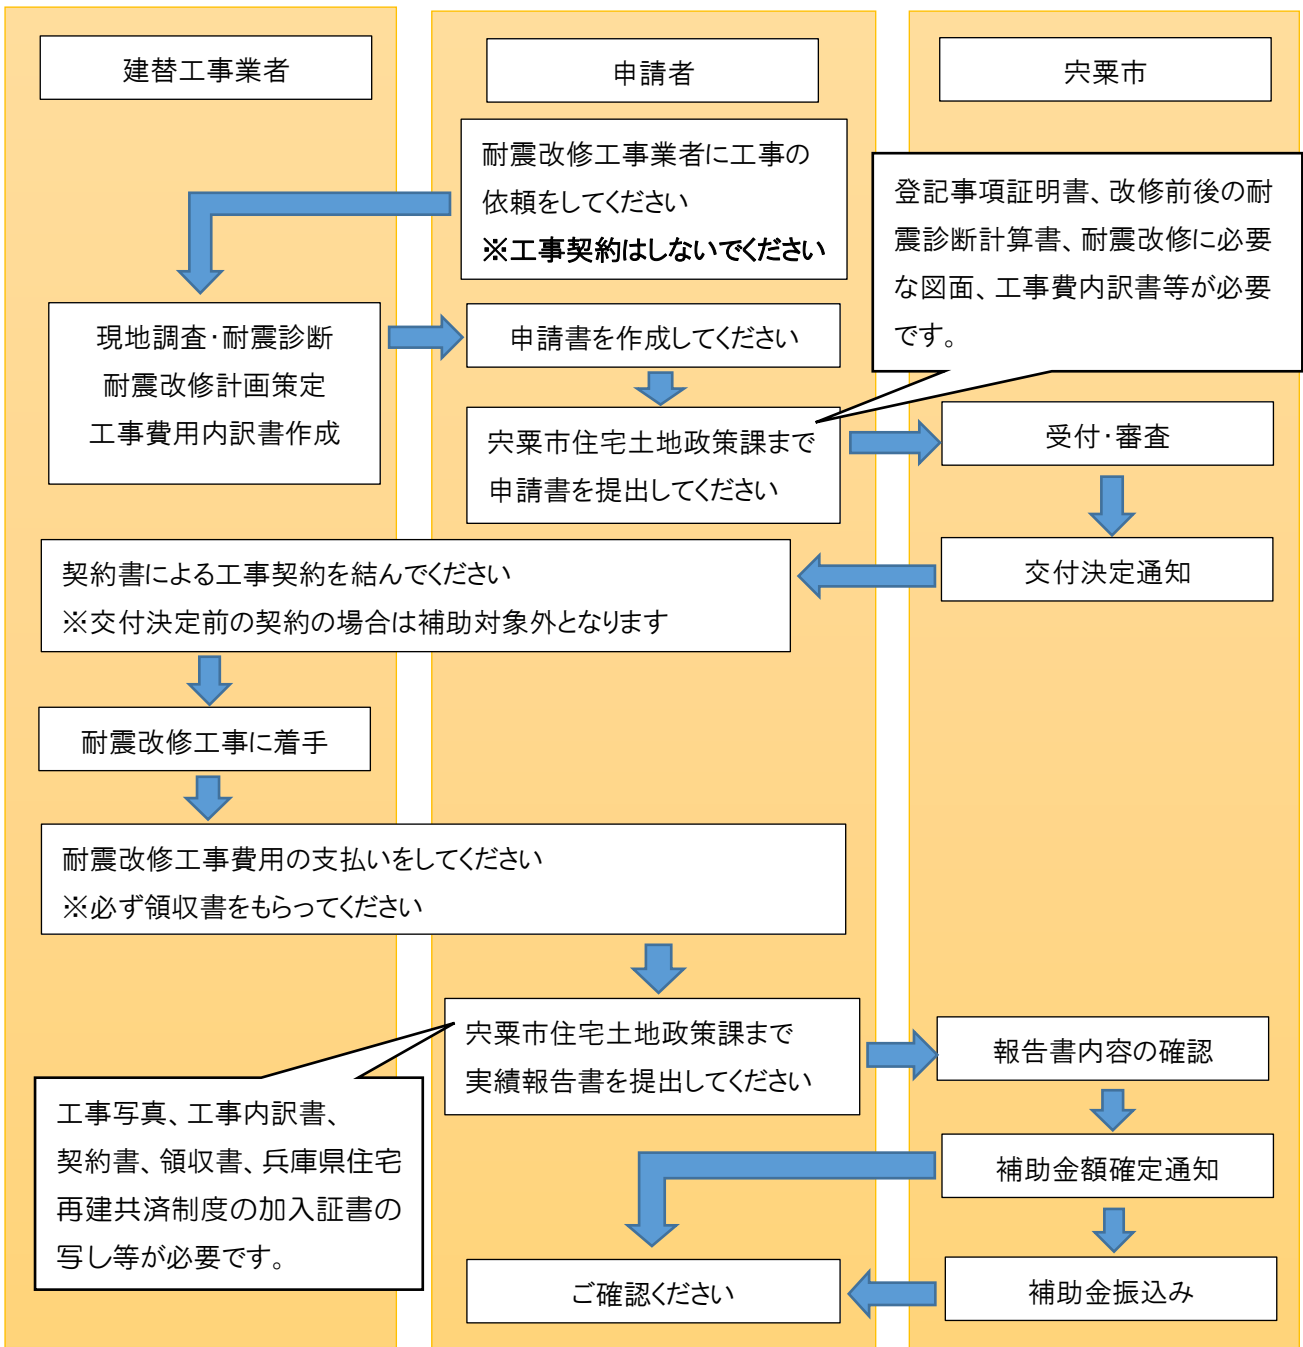 建替工事業者
申請者
宍粟市
耐震改修工事業者に工事の
依頼をしてください
※工事契約はしないでください
登記事項証明書、改修前後の耐
震診断計算書、耐震改修に必要
な図面、工事費内訳書等が必要
です。
現地調査・耐震診断
耐震改修計画策定
工事費用内訳書作成
申請書を作成してください
宍粟市住宅土地政策課まで
申請書を提出してください
受付・審査
交付決定通知
契約書による工事契約を結んでください
※交付決定前の契約の場合は補助対象外となります
耐震改修工事に着手
耐震改修工事費用の支払いをしてください
※必ず領収書をもらってください
宍粟市住宅土地政策課まで
実績報告書を提出してください
報告書内容の確認
工事写真、工事内訳書、
契約書、領収書、兵庫県住宅
再建共済制度の加入証書の
写し等が必要です。
補助金額確定通知
ご確認ください
補助金振込み